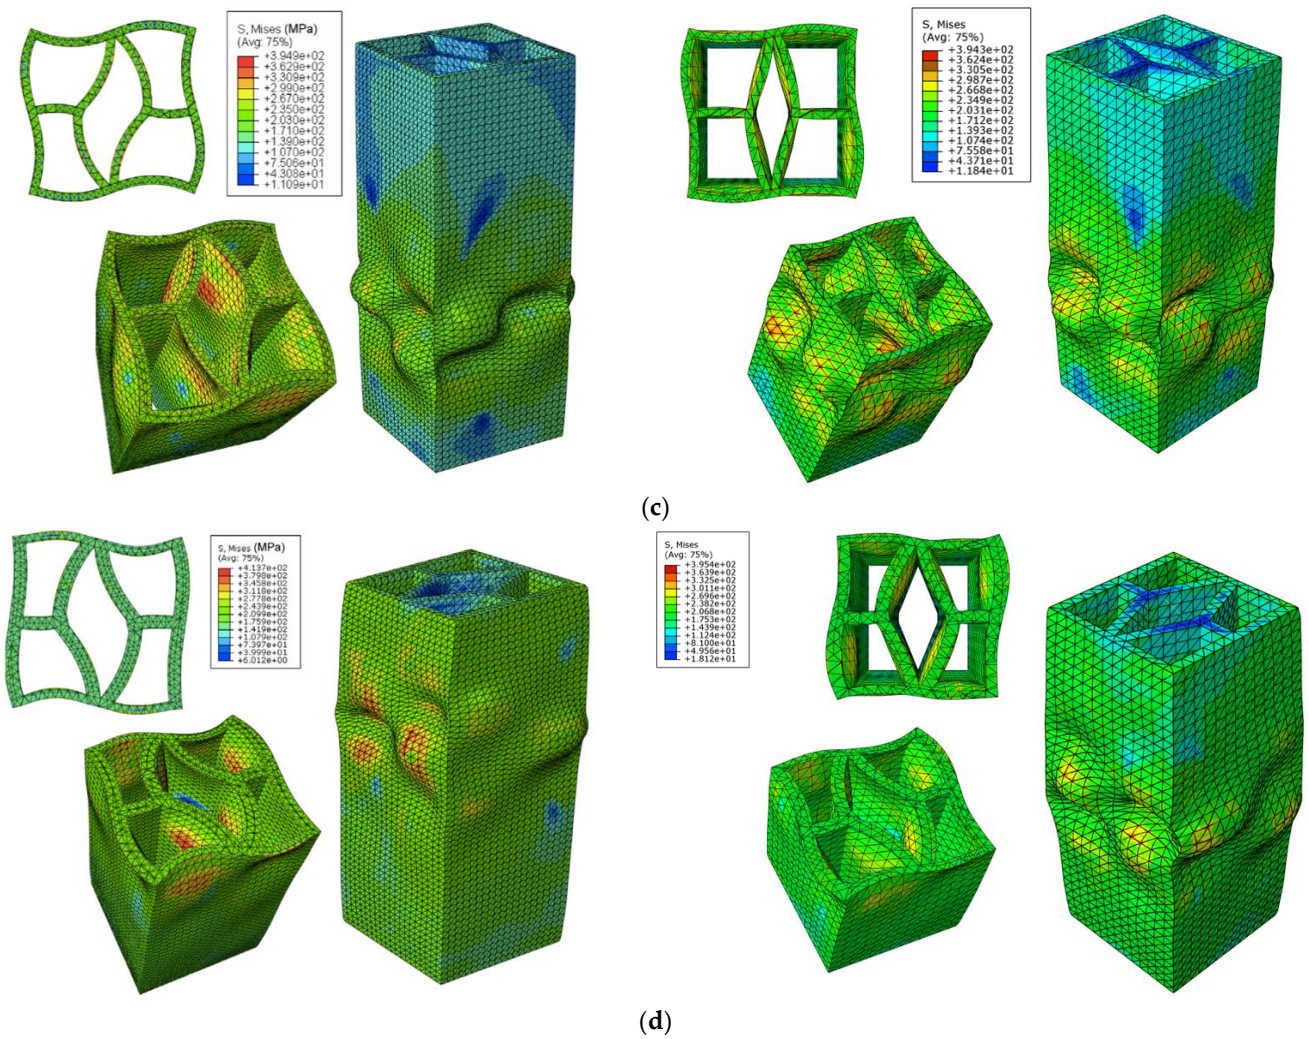 S, Mises (MPa)
(Avg: 75%)
+3.949e+02
+3.629e+02
+3.309e+02
+2.990e+02
+2.670e+02
+2.350e+02
+2.030e+02
+1.710e+02
+1.390e+02
+1.070e+02
+7.506e+01
+4.308e+01
+1.109e+01
S, Mises
(Avg: 75%)
+3.943e+02
+3.624e+02
+3.305e+02
+2.987e+02
+2.668e+02
+2.349e+02
+2.031e+02
+1.712e+02
+1.393e+02
+1.074e+02
+7.558e+01
+4.371e+01
+1.184e+01
(c)
S, Mises (MPa)
(Avg: 75%)
+4.137e+02
+3.798e+02
+3.458e+02
+3.118e+02
+2.778e+02
+2.439e+02
+2.099e+02
+1.759e+02
+1.419e+02
+1.079e+02
+7.397e+01
+3.999e+01
+6.012e+00
S, Mises
(Avg: 75%)
+3.954e+02
+3.639e+02
+3.325e+02
+3.011e+02
+2.696e+02
+2.382e+02
+2.068e+02
+1.753e+02
+1.439e+02
+1.124e+02
+8.100e+01
+4.956e+01
+1.812e+01
(d)